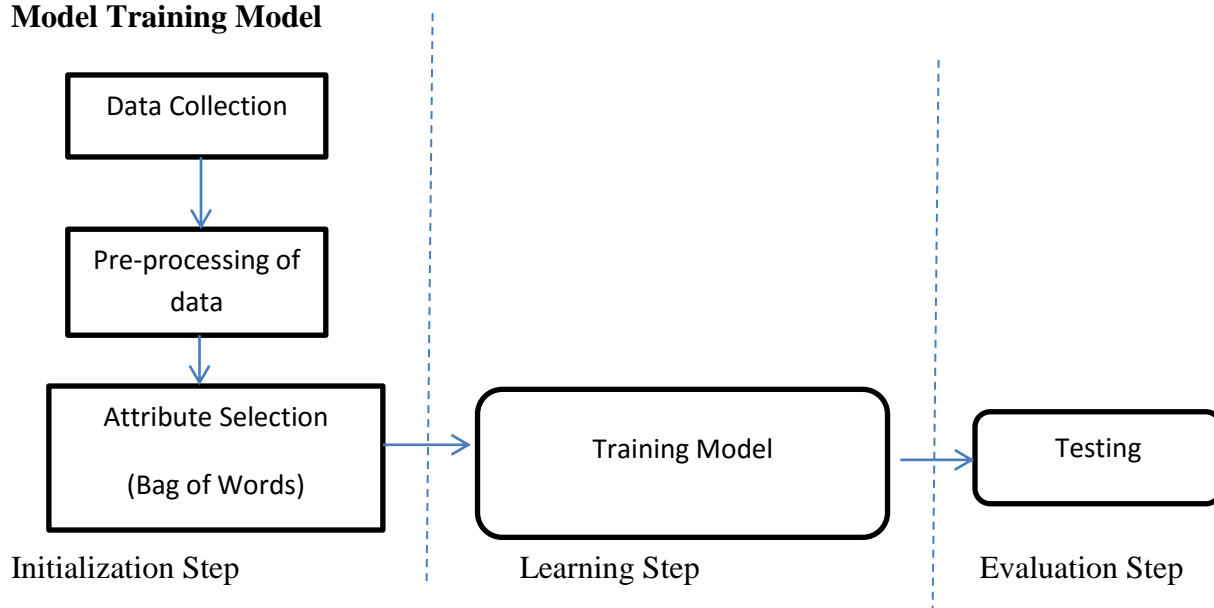 Model Training Model
Data Collection
Pre-processing of
data
Attribute Selection
(Bag of Words)
Training Model
Testing
Initialization Step
Learning Step
Evaluation Step